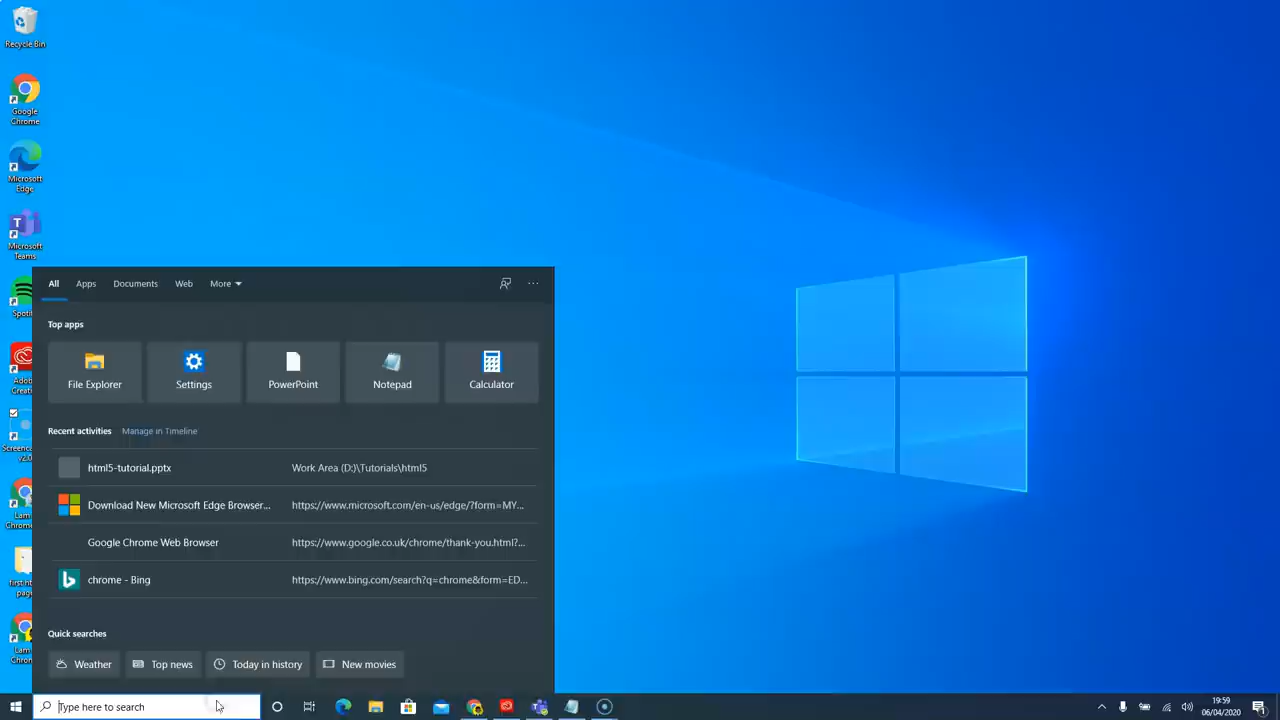 Recycle Bin
Google
Chrome
Microsoft
Edge
Microsoft
Teams
All Apps Documents Web More
Top apps
File Explorer Settings PowerPoint Notepad Calculator
Recent activities Manage in Timeline
html5-tutorial.pptx Work Area (D:)\Tutorials\html5
Download New Microsoft Edge Browser... https://www.microsoft.com/en-us/edge/?form=MY...
Google Chrome Web Browser https://www.google.co.uk/chrome/thank-you.html?...
chrome - Bing https://www.bing.com/search?q=chrome&form=ED...
Quick searches
Weather Top news Today in history New movies
Type here to search
19:59
06/04/2020